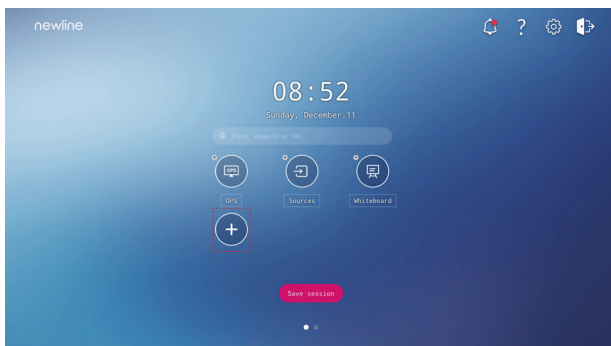 newline
?
08:52
Sunday, December.11
Input keyword or URL
OPS
OPS
Sources
Whiteboard
+
Save session